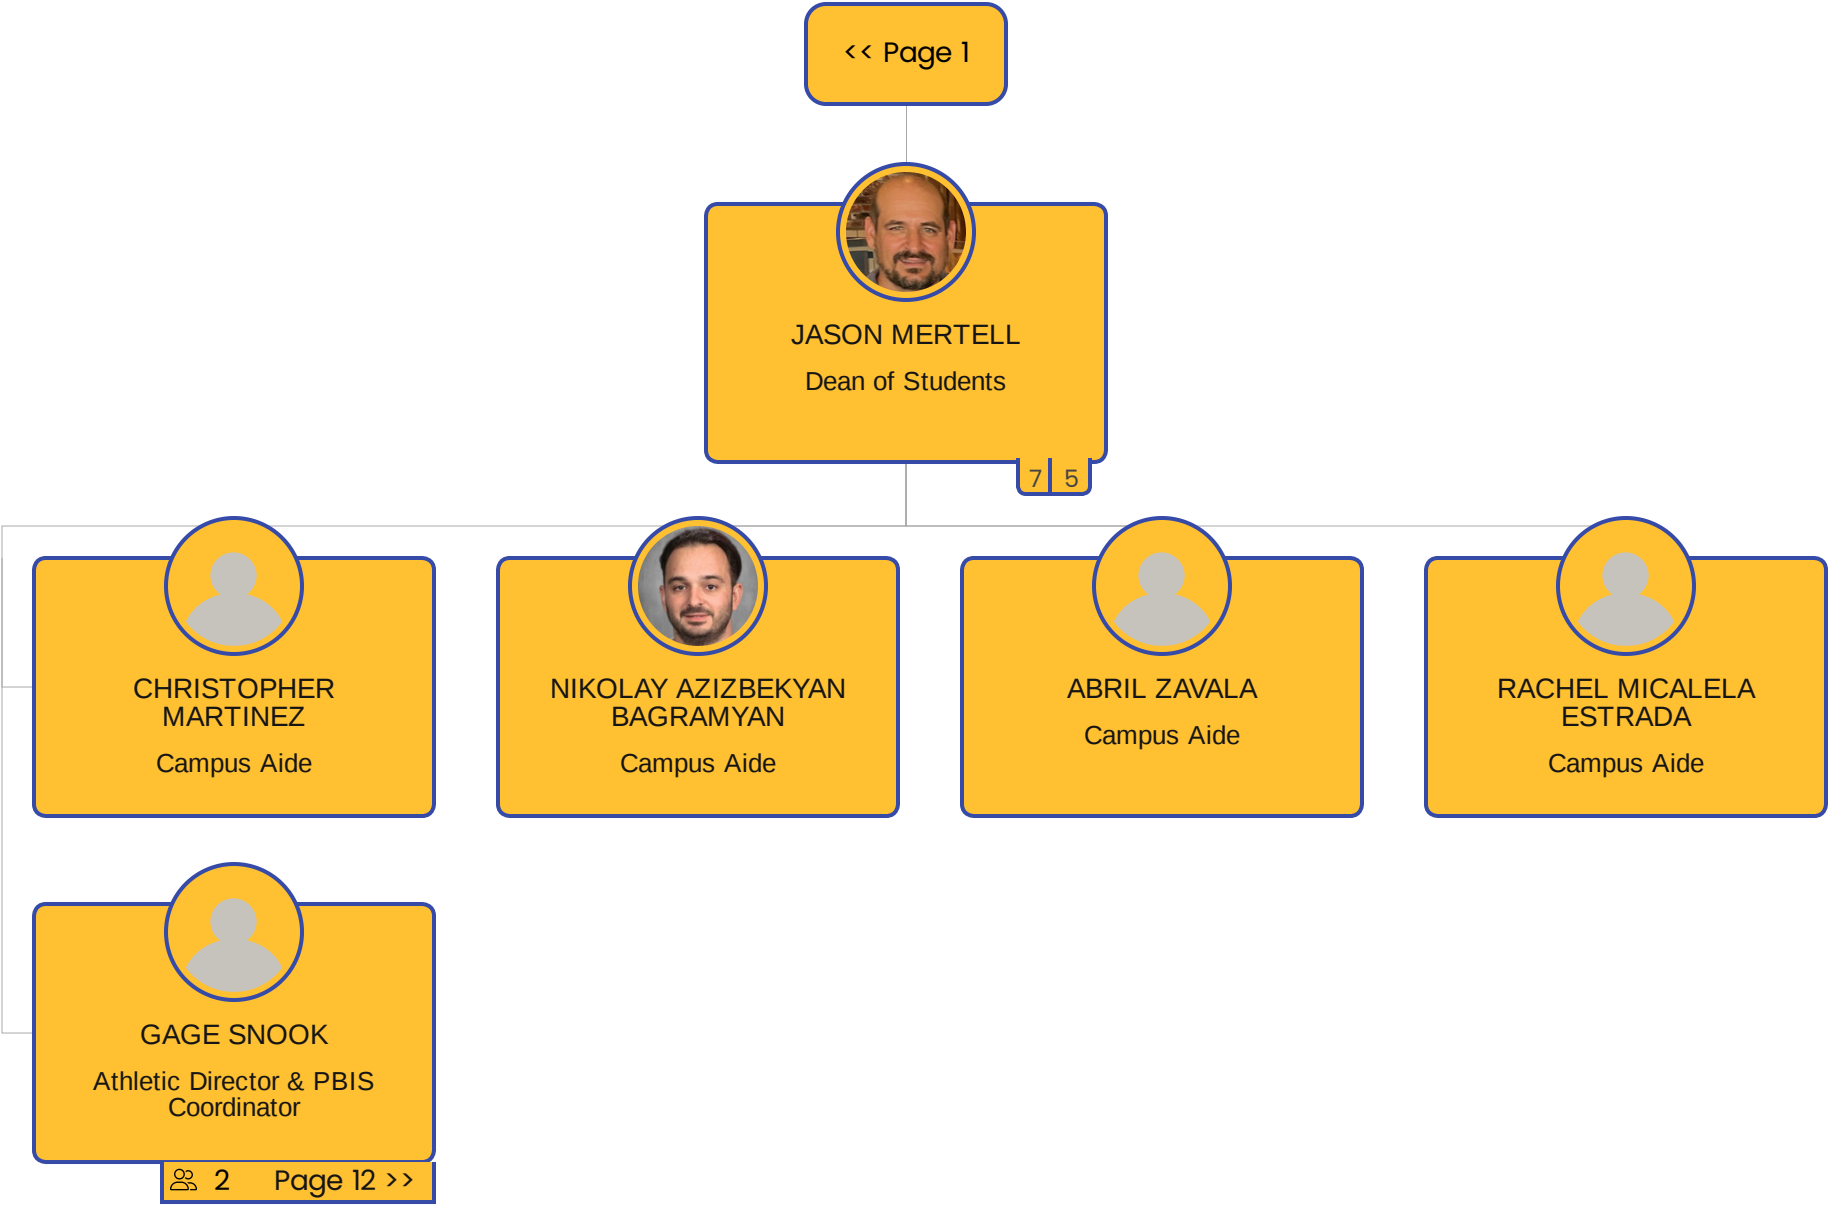 << Page 1
JASON MERTELL
Dean of Students
7 5
CHRISTOPHER
MARTINEZ
Campus Aide
NIKOLAY AZIZBEKYAN
BAGRAMYAN
Campus Aide
ABRIL ZAVALA
Campus Aide
RACHEL MICALELA
ESTRADA
Campus Aide
GAGE SNOOK
Athletic Director & PBIS
Coordinator
2 Page 12 >>